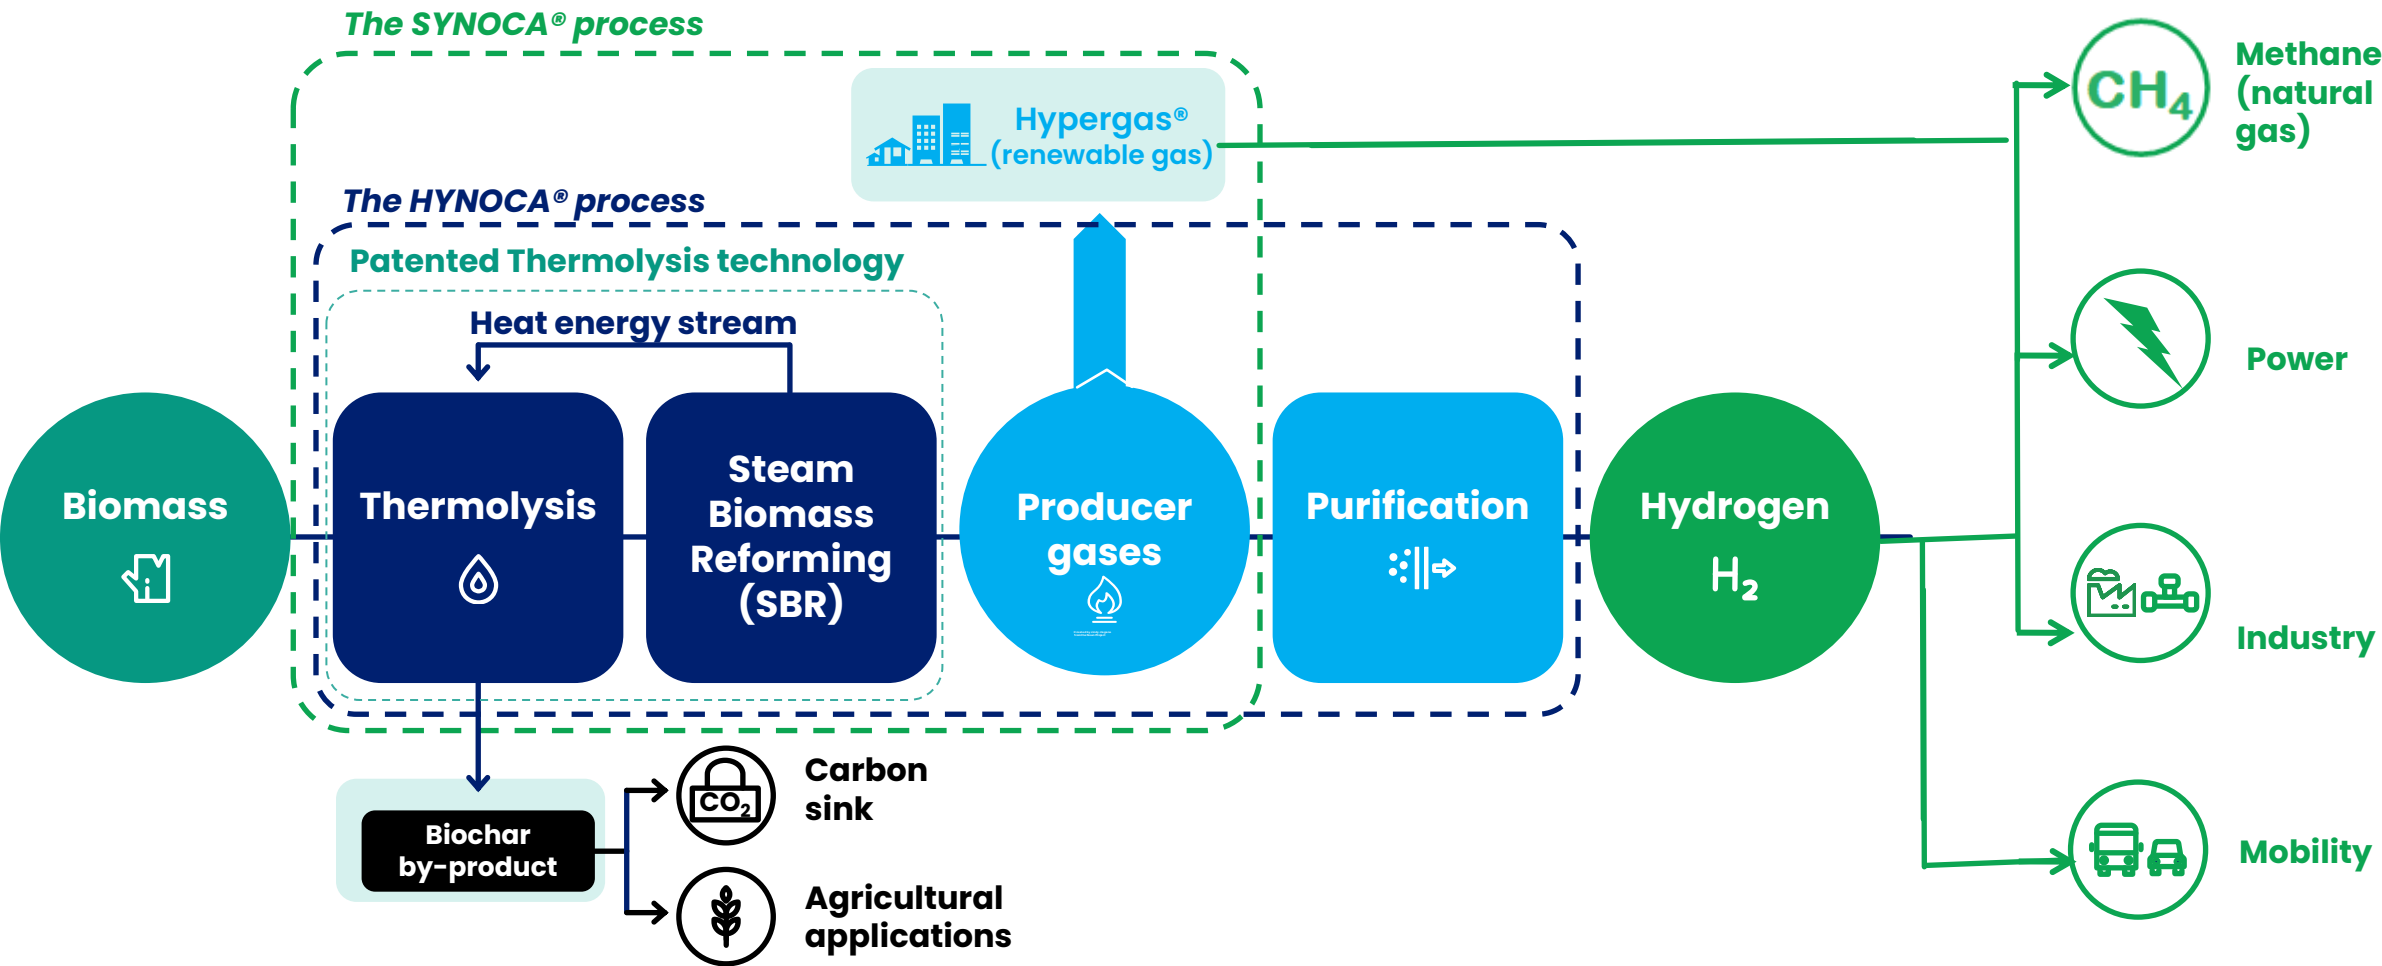 The SYNOCA® process
Hypergas®
(renewable gas)
The HYNOCA® process
Patented Thermolysis technology
Heat energy stream
Biomass
Thermolysis
Steam
Biomass
Reforming
(SBR)
Producer
gases
Purification
Hydrogen
H2
CH4
Methane
(natural
gas)
Power
Industry
Mobility
Biochar
by-product
CO2
Carbon
sink
Agricultural
applications